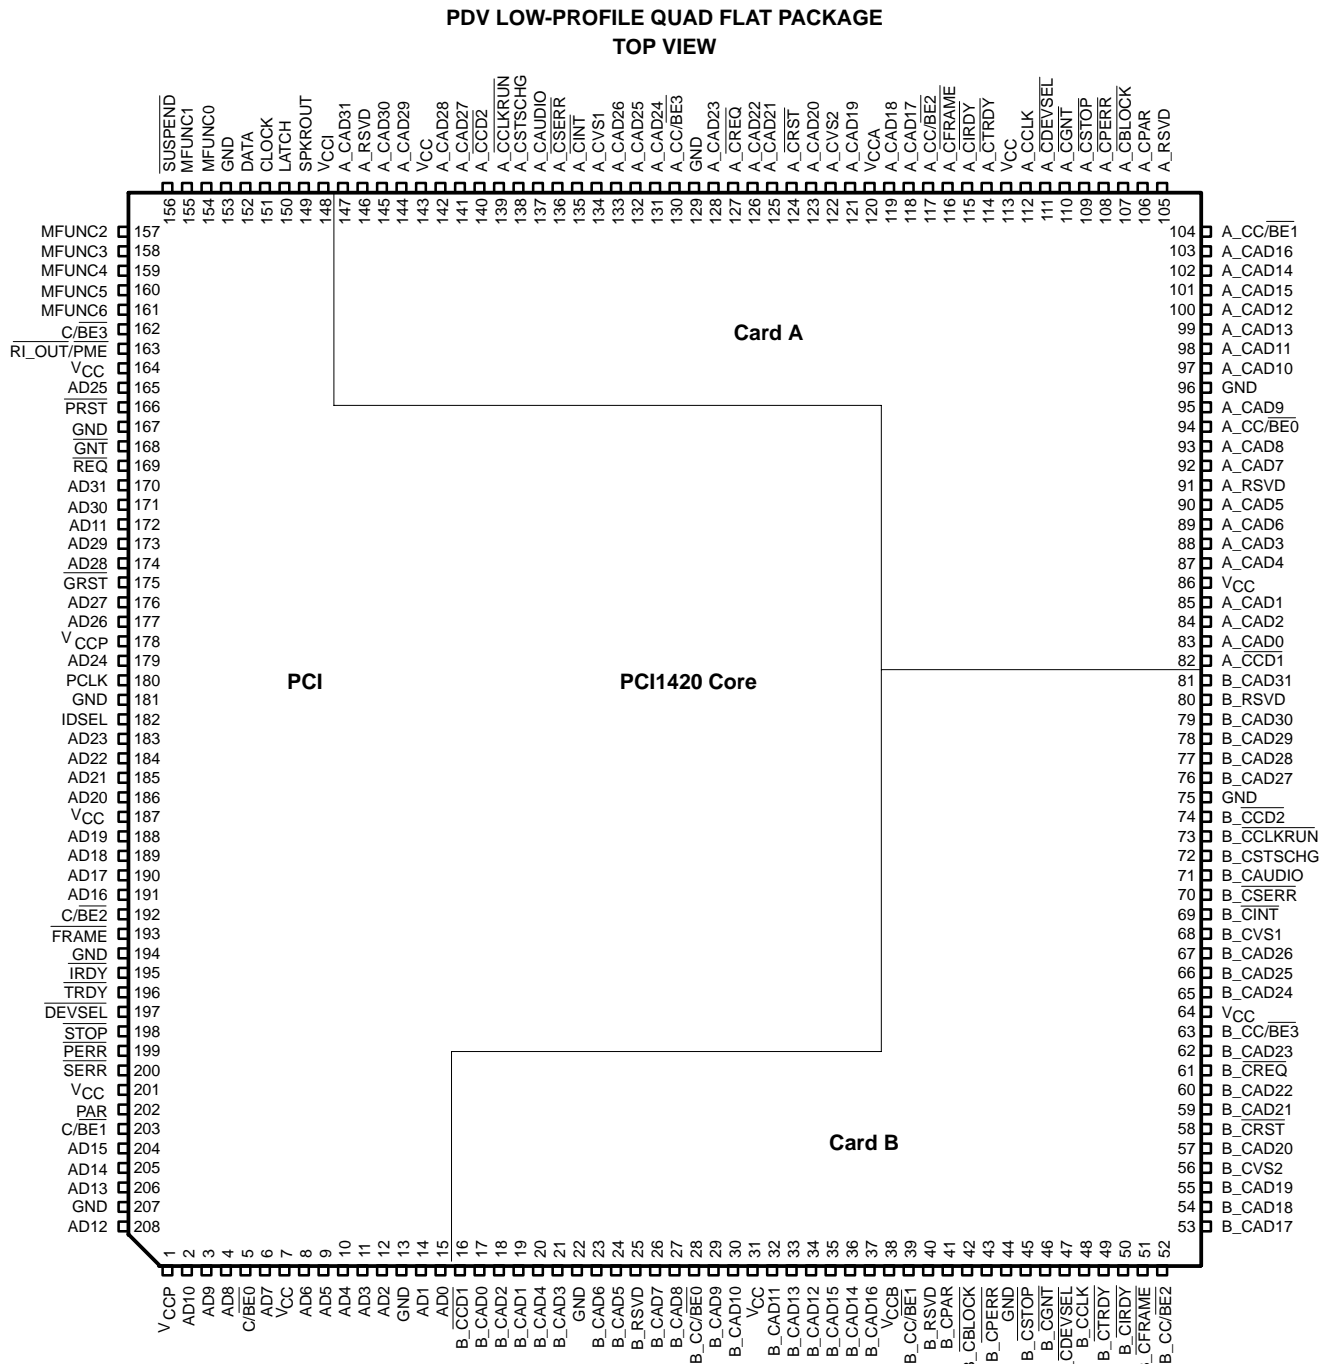 PDV LOW-PROFILE QUAD FLAT PACKAGE
TOP VIEW
SUSPEND
MFUNC1
MFUNC0
GND
DATA
CLOCK
LATCH
SPKROUT
VCCI
A_CAD31
A_RSVD
A_CAD30
A_CAD29
VCC
A_CAD28
A_CAD27
A_CCD2
A_CCLKRUN
A_CSTSCHG
A_CAUDIO
A_CSERR
A_CINT
A_CVS1
A_CAD26
A_CAD25
A_CAD24
A_CC/BE3
GND
A_CAD23
A_CREQ
A_CAD22
A_CAD21
A_CRST
A_CAD20
A_CVS2
A_CAD19
VCCA
A_CAD18
A_CAD17
A_CC/BE2
A_CFRAME
A_CIRDY
A_CTRDY
VCC
A_CCLK
A_CDEVSEL
A_CGNT
A_CSTOP
A_CPERR
A_CBLOCK
A_CPAR
A_RSVD
156
155
154
153
152
151
150
149
148
147
146
145
144
143
142
141
140
139
138
137
136
135
134
133
132
131
130
129
128
127
126
125
124
123
122
121
120
119
118
117
116
115
114
113
112
111
110
109
108
107
106
105
MFUNC2 157
MFUNC3 158
MFUNC4 159
MFUNC5 160
MFUNC6 161
C/BE3 162
RI_OUT/PME 163
VCC 164
AD25 165
PRST 166
GND 167
GNT 168
REQ 169
AD31 170
AD30 171
AD11 172
AD29 173
AD28 174
GRST 175
AD27 176
AD26 177
VCCP 178
AD24 179
PCLK 180
GND 181
IDSEL 182
AD23 183
AD22 184
AD21 185
AD20 186
VCC 187
AD19 188
AD18 189
AD17 190
AD16 191
C/BE2 192
FRAME 193
GND 194
IRDY 195
TRDY 196
DEVSEL 197
STOP 198
PERR 199
SERR 200
VCC 201
PAR 202
C/BE1 203
AD15 204
AD14 205
AD13 206
GND 207
AD12 208
Card A
PCI
PCI1420 Core
Card B
104 A_CC/BE1
103 A_CAD16
102 A_CAD14
101 A_CAD15
100 A_CAD12
99 A_CAD13
98 A_CAD11
97 A_CAD10
96 GND
95 A_CAD9
94 A_CC/BE0
93 A_CAD8
92 A_CAD7
91 A_RSVD
90 A_CAD5
89 A_CAD6
88 A_CAD3
87 A_CAD4
86 VCC
85 A_CAD1
84 A_CAD2
83 A_CAD0
82 A_CCD1
81 B_CAD31
80 B_RSVD
79 B_CAD30
78 B_CAD29
77 B_CAD28
76 B_CAD27
75 GND
74 B_CCD2
73 B_CCLKRUN
72 B_CSTSCHG
71 B_CAUDIO
70 B_CSERR
69 B_CINT
68 B_CVS1
67 B_CAD26
66 B_CAD25
65 B_CAD24
64 VCC
63 B_CC/BE3
62 B_CAD23
61 B_CREQ
60 B_CAD22
59 B_CAD21
58 B_CRST
57 B_CAD20
56 B_CVS2
55 B_CAD19
54 B_CAD18
53 B_CAD17
1
2
3
4
5
6
7
8
9
10
11
12
13
14
15
16
17
18
19
20
21
22
23
24
25
26
27
28
29
30
31
32
33
34
35
36
37
38
39
40
41
42
43
44
45
46
47
48
49
50
51
52
VCCP
AD10
AD9
AD8
C/BE0
AD7
VCC
AD6
AD5
AD4
AD3
AD2
GND
AD1
AD0
B_CCD1
B_CAD0
B_CAD2
B_CAD1
B_CAD4
B_CAD3
GND
B_CAD6
B_CAD5
B_RSVD
B_CAD7
B_CAD8
B_CC/BE0
B_CAD9
B_CAD10
VCC
B_CAD11
B_CAD13
B_CAD12
B_CAD15
B_CAD14
B_CAD16
VCCB
B_CC/BE1
B_RSVD
B_CPAR
B_CBLOCK
B_CPERR
GND
B_CSTOP
B_CGNT
_CDEVSEL
B_CCLK
B_CTRDY
B_CIRDY
_CFRAME
B_CC/BE2